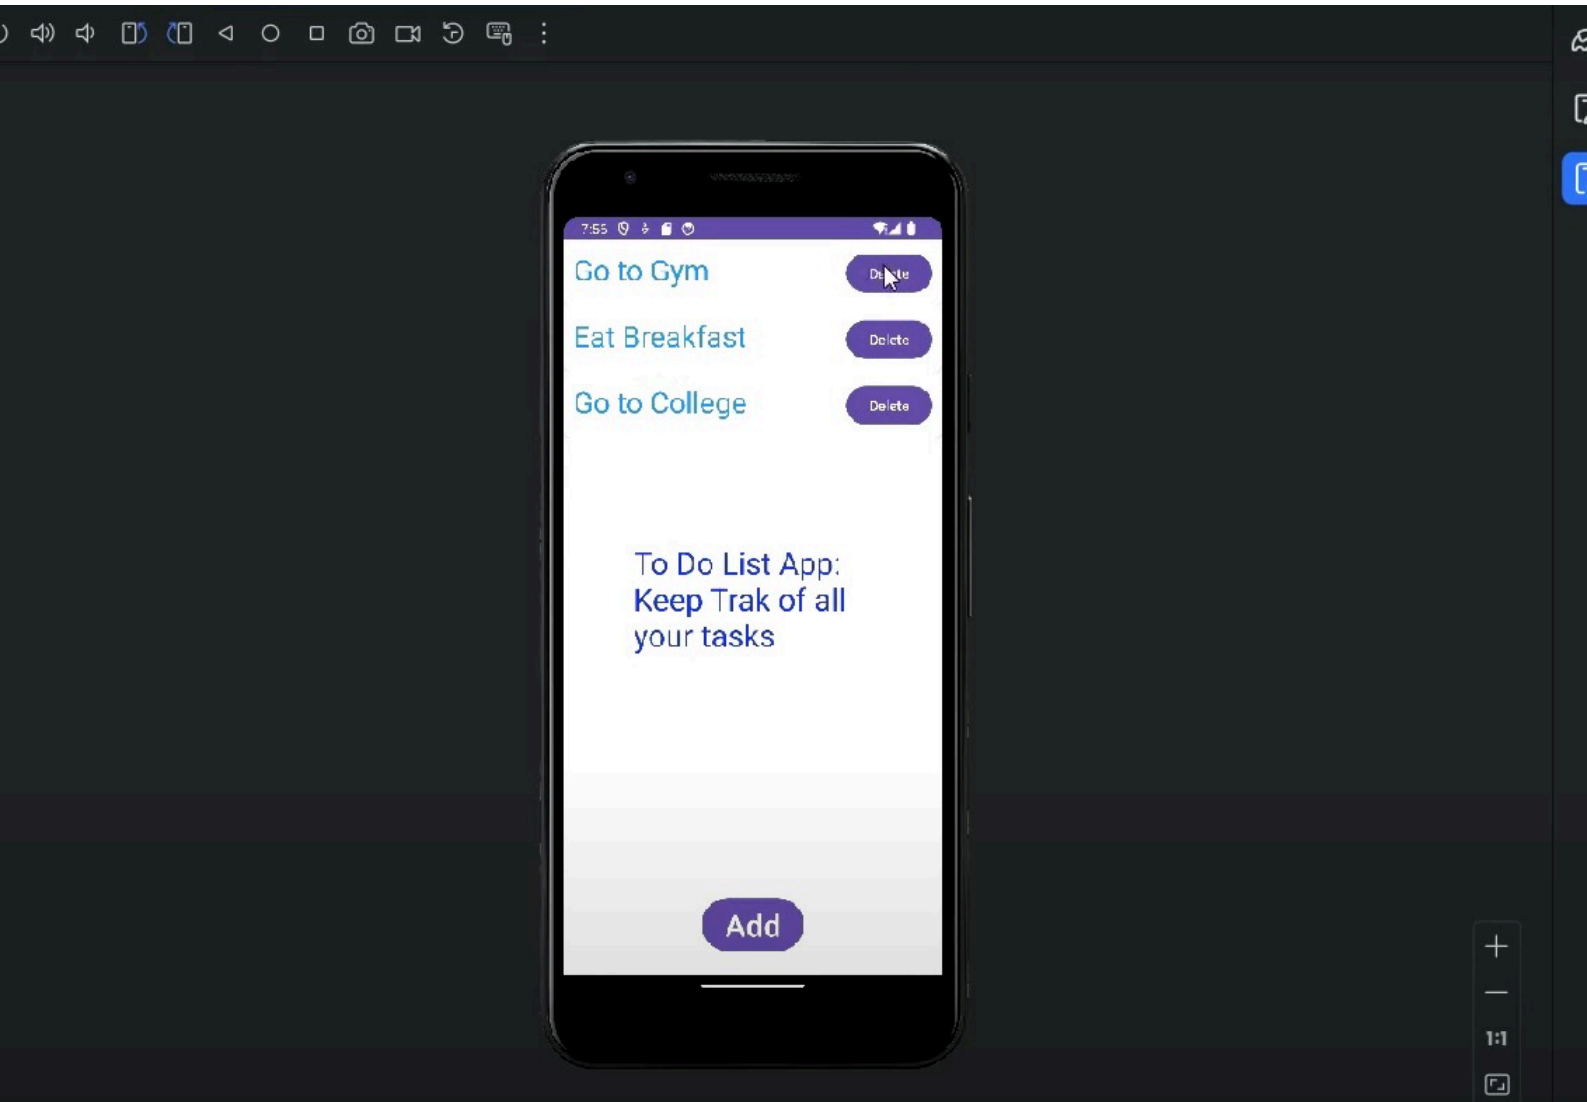 7:55
Go to Gym
Delete
Eat Breakfast
Delete
Go to College
Delete
To Do List App:
Keep Trak of all
your tasks
Add
1:1